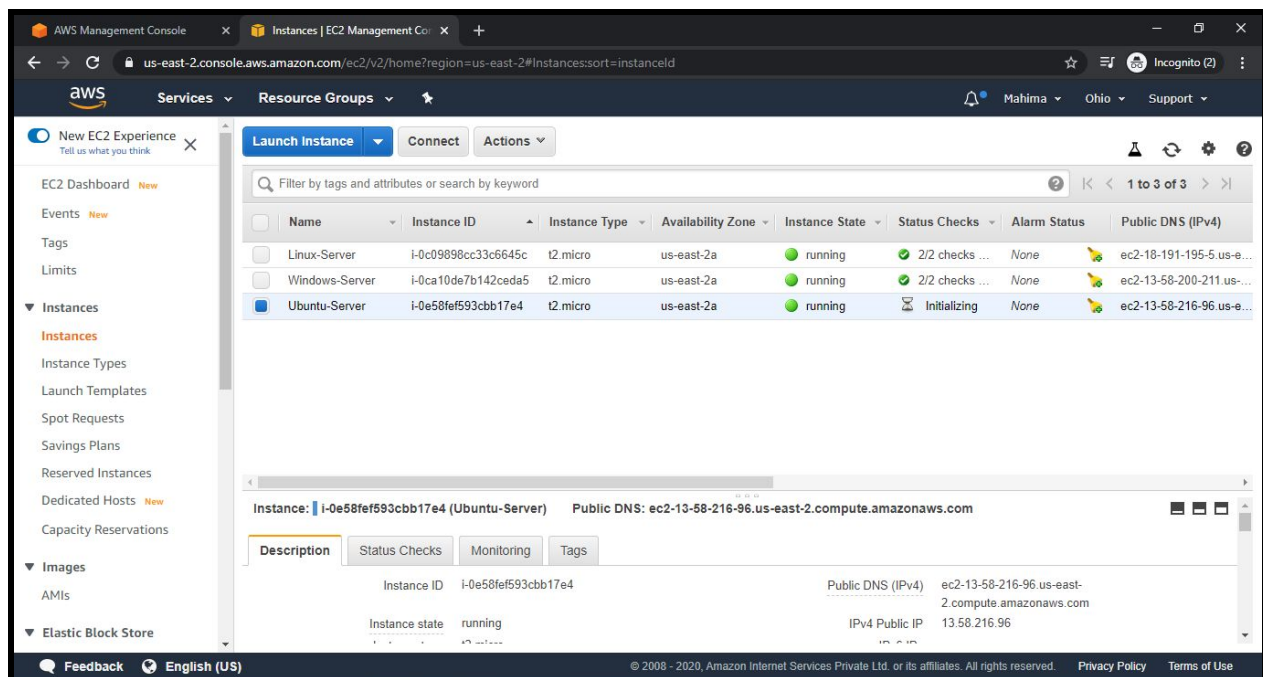 AWS Management Console
Instances | EC2 Management Cor
us-east-2.console.aws.amazon.com/ec2/v2/home?region=us-east-2#Instances:sort=instanceId
Incognito (2)
aws Services Resource Groups Mahima Ohio Support
New EC2 Experience
Tell us what you think
EC2 Dashboard New
Events New
Tags
Limits
Instances
Instances
Instance Types
Launch Templates
Spot Requests
Savings Plans
Reserved Instances
Dedicated Hosts New
Capacity Reservations
Images
AMIs
Elastic Block Store
Launch Instance Connect Actions
Filter by tags and attributes or search by keyword 1 to 3 of 3
Name Instance ID Instance Type Availability Zone Instance State Status Checks Alarm Status Public DNS (IPv4)
Linux-Server i-0c09898cc33c6645c t2.micro us-east-2a running 2/2 checks ... None ec2-18-191-195-5.us-e...
Windows-Server i-0ca10de7b142ceda5 t2.micro us-east-2a running 2/2 checks ... None ec2-13-58-200-211.us-...
Ubuntu-Server i-0e58fef593cbb17e4 t2.micro us-east-2a running Initializing None ec2-13-58-216-96.us-e...
Instance: i-0e58fef593cbb17e4 (Ubuntu-Server) Public DNS: ec2-13-58-216-96.us-east-2.compute.amazonaws.com
Description Status Checks Monitoring Tags
Instance ID i-0e58fef593cbb17e4 Public DNS (IPv4) ec2-13-58-216-96.us-east-
2.compute.amazonaws.com
Instance state running IPv4 Public IP 13.58.216.96
Feedback English (US) © 2008 - 2020, Amazon Internet Services Private Ltd. or its affiliates. All rights reserved. Privacy Policy Terms of Use